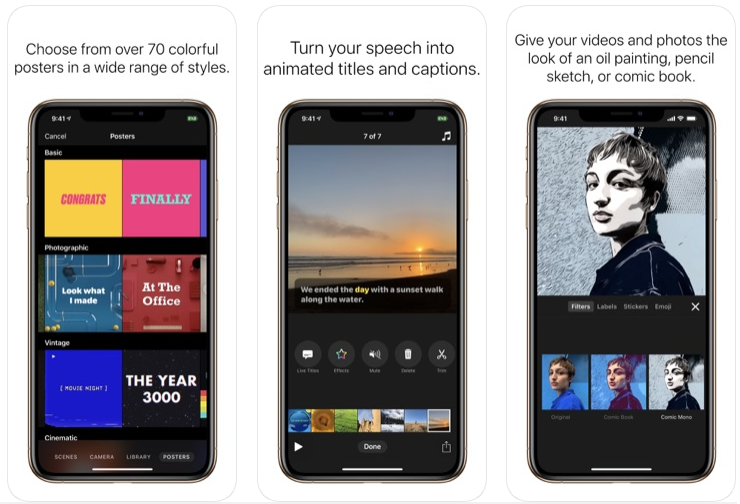 Choose from over 70 colorful
posters in a wide range of styles.
9:41
Cancel
Posters
Basic
CONGRATS
FINALLY
Photographic
Look what
I made
At The
Office
Vintage
[ MOVIE NIGHT ]
THE YEAR
3000
Cinematic
SCENES
CAMERA
LIBRARY
POSTERS
Turn your speech into
animated titles and captions.
9:41
7 of 7
We ended the day with a sunset walk
along the water.
Live Titles
Effects
Mute
Delete
Trim
Done
Give your videos and photos the
look of an oil painting, pencil
sketch, or comic book.
9:41
Filters
Labels
Stickers
Emoji
Original
Comic Book
Comic Mono